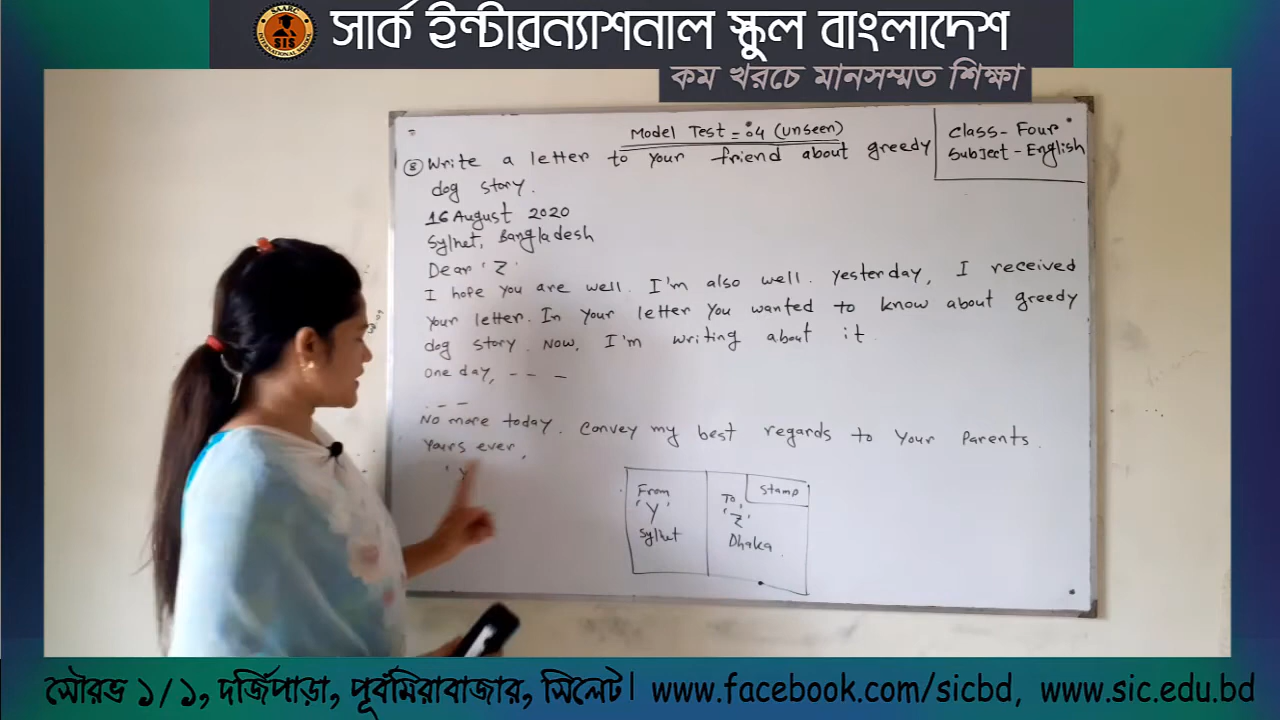 SAARC
INTERNATIONAL SCHOOL
SIS
সার্ক ইন্টারন্যাশনাল স্কুল বাংলাদেশ
কম খরচে মানসম্মত শিক্ষা
Model Test = 04 (Unseen)
Class - Four
Subject - English
8 Write a letter to your friend about greedy
dog story.
16 August 2020
Sylhet, Bangladesh
Dear 'Z'
I hope you are well. I'm also well. yesterday, I received
your letter. In your letter you wanted to know about greedy
dog story. Now, I'm writing about it
One day, - - -
- - -
No more today. Convey my best regards to your parents.
Yours ever,
'Y
From
'Y'
Sylhet
Stamp
To,
'Z'
Dhaka.
সৌরভ ১/১, দর্জিপাড়া, পূর্বমিরাবাজার, সিলেট। www.facebook.com/sicbd, www.sic.edu.bd